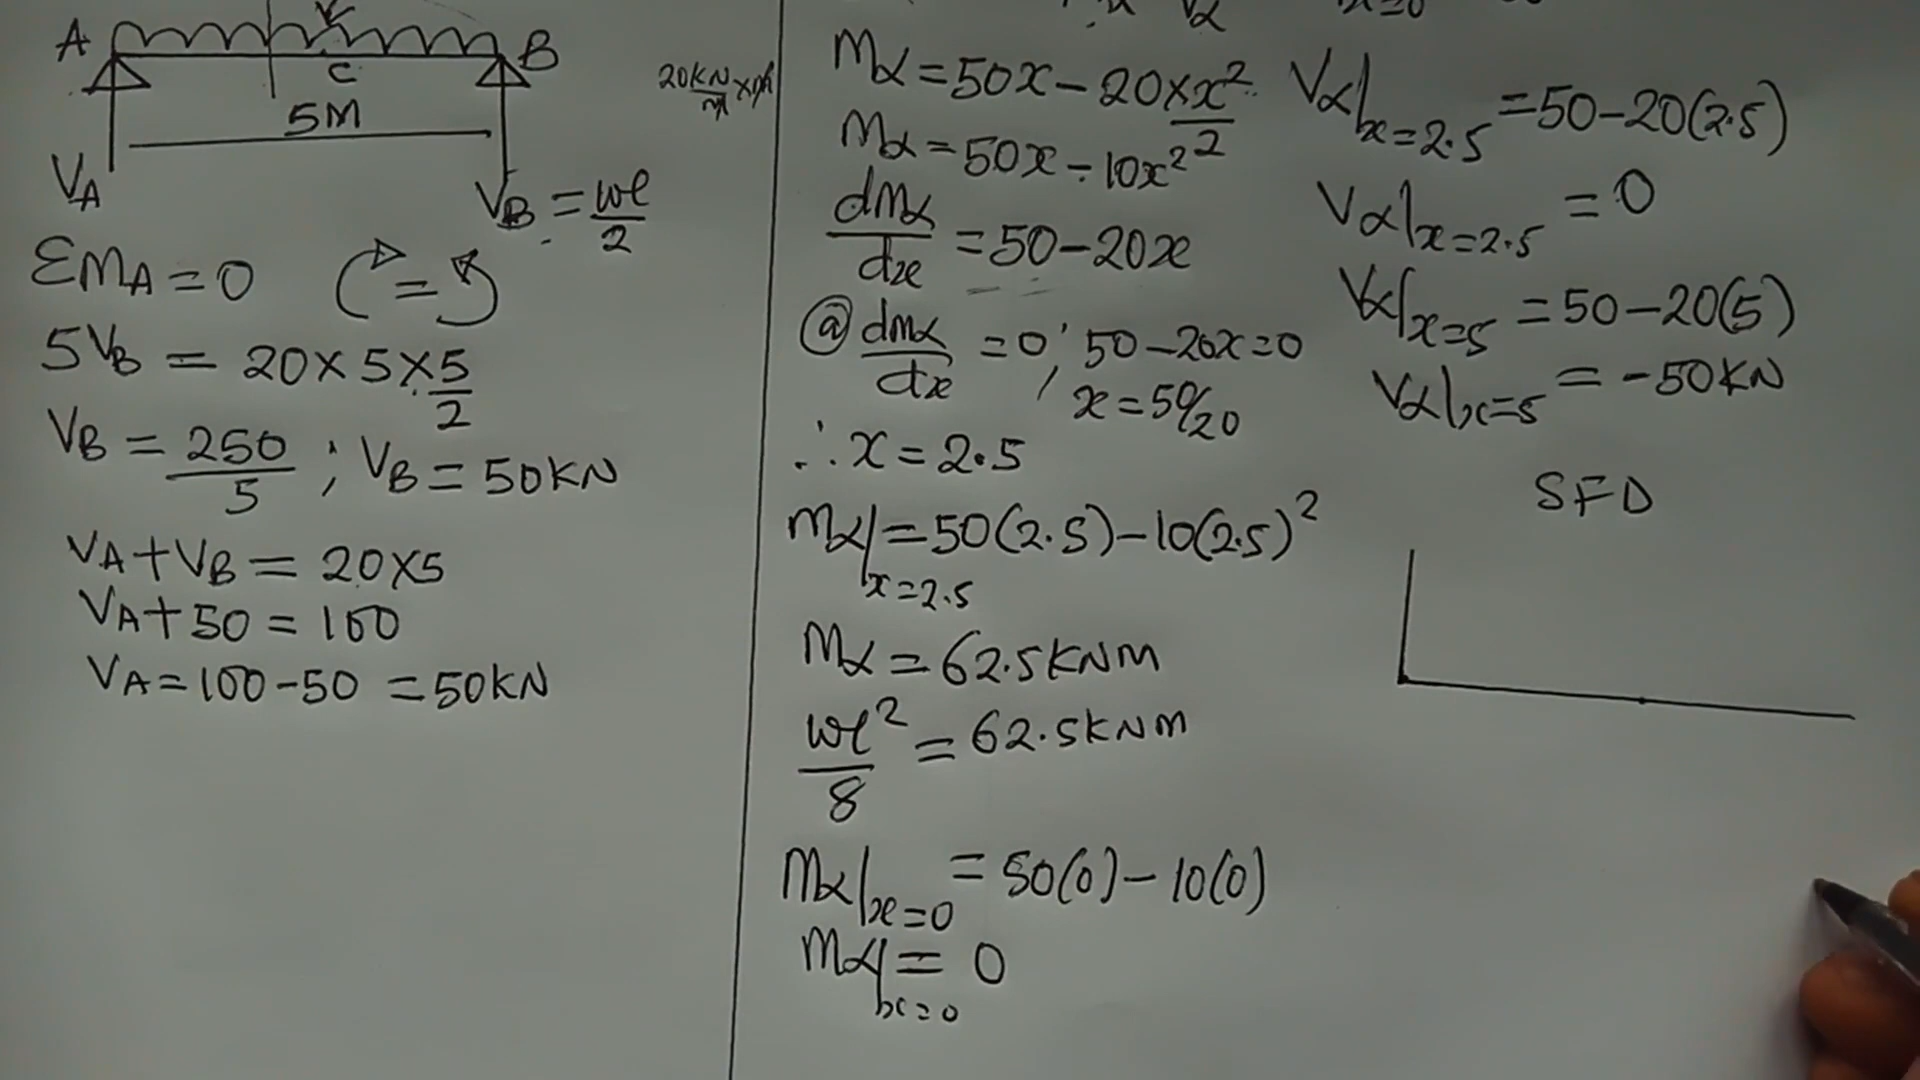 A B
C
5M
VA
VB = wl/2
ΣMA = 0 ( = )
5VB = 20 × 5 × 5/2
VB = 250/5 ; VB = 50KN
VA + VB = 20×5
VA + 50 = 100
VA = 100 - 50 = 50KN
20KN/m × m
Mx = 50x - 20 × x²/2
Mx = 50x - 10x²
dMx/dx = 50 - 20x
@ dMx/dx = 0 ; 50 - 20x = 0
x = 50/20
∴ x = 2.5
Mx|x=2.5 = 50(2.5) - 10(2.5)²
Mx = 62.5KNM
wl²/8 = 62.5KNM
Mx|x=0 = 50(0) - 10(0)
Mx|x=0 = 0
Vx|x=2.5 = 50 - 20(2.5)
Vx|x=2.5 = 0
Vx|x=5 = 50 - 20(5)
Vx|x=5 = -50KN
SFD